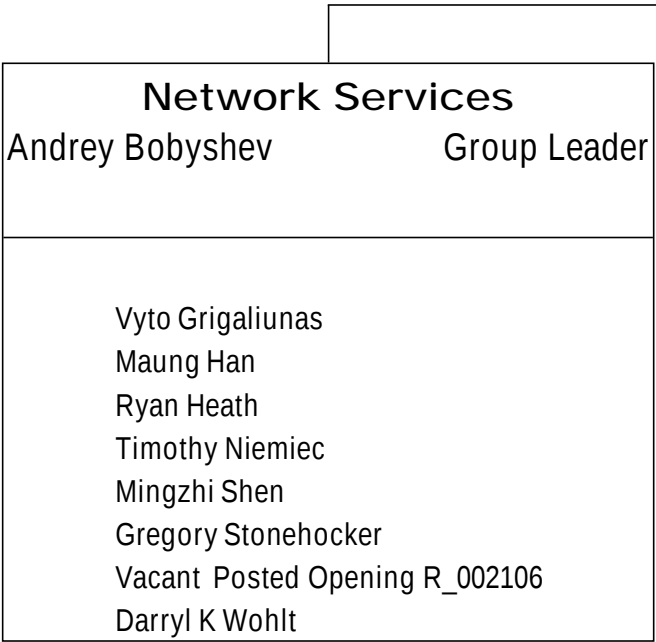 Network Services
Andrey Bobyshev Group Leader
Vyto Grigaliunas
Maung Han
Ryan Heath
Timothy Niemiec
Mingzhi Shen
Gregory Stonehocker
Vacant Posted Opening R_002106
Darryl K Wohlt